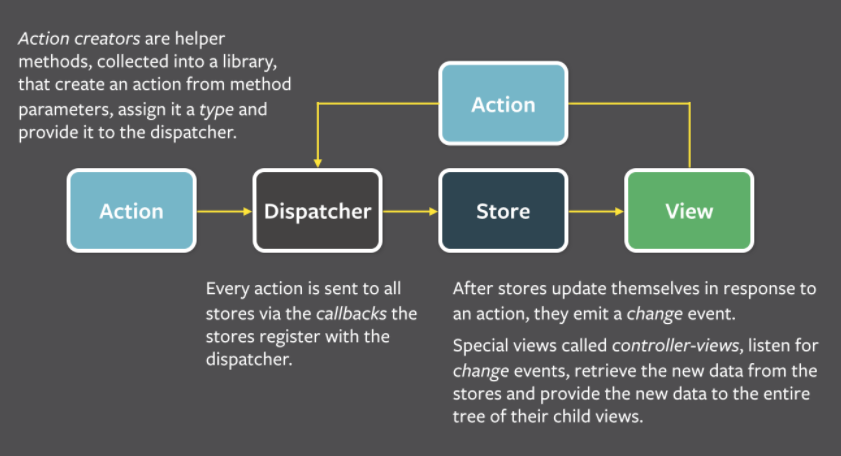 Action creators are helper
methods, collected into a library,
that create an action from method
parameters, assign it a type and
provide it to the dispatcher.
Action
Action
Dispatcher
Store
View
Every action is sent to all
stores via the callbacks the
stores register with the
dispatcher.
After stores update themselves in response to
an action, they emit a change event.
Special views called controller-views, listen for
change events, retrieve the new data from the
stores and provide the new data to the entire
tree of their child views.